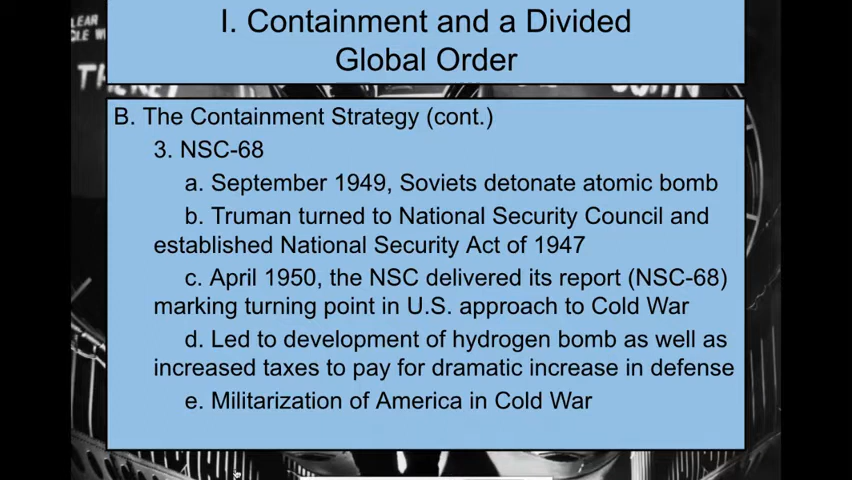 I. Containment and a Divided
Global Order
B. The Containment Strategy (cont.)
3. NSC-68
a. September 1949, Soviets detonate atomic bomb
b. Truman turned to National Security Council and
established National Security Act of 1947
c. April 1950, the NSC delivered its report (NSC-68)
marking turning point in U.S. approach to Cold War
d. Led to development of hydrogen bomb as well as
increased taxes to pay for dramatic increase in defense
e. Militarization of America in Cold War